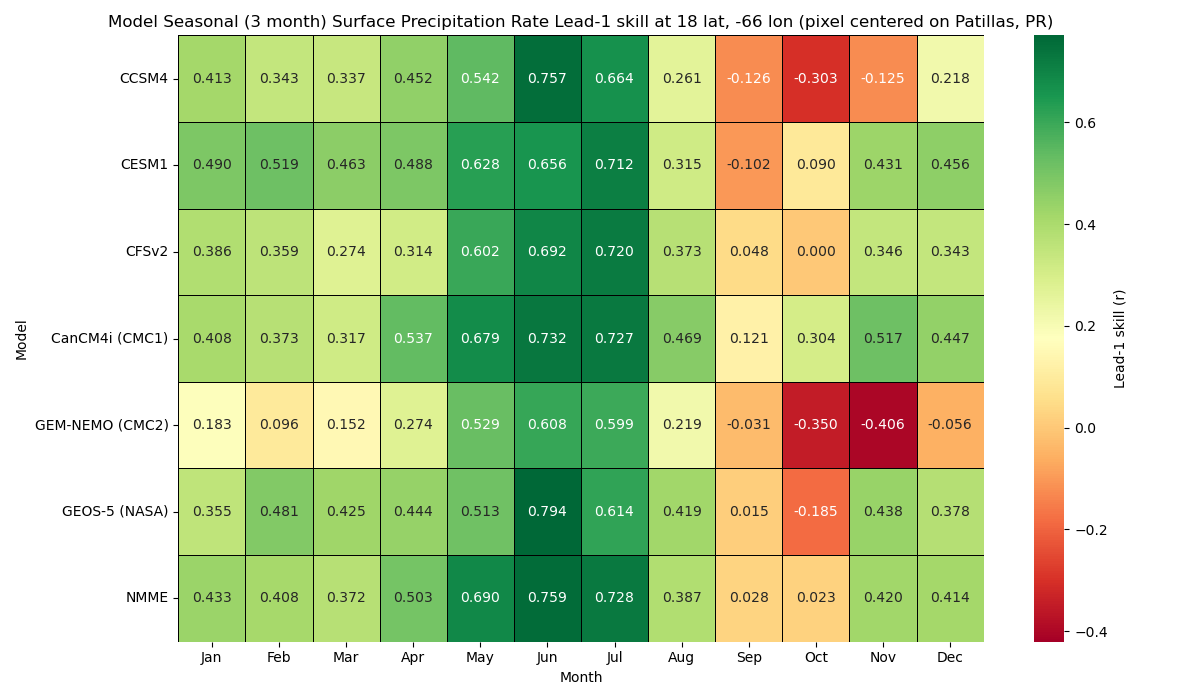 Model Seasonal (3 month) Surface Precipitation Rate Lead-1 skill at 18 lat, -66 lon (pixel centered on Patillas, PR)
Model
CCSM4 0.413 0.343 0.337 0.452 0.542 0.757 0.664 0.261 -0.126 -0.303 -0.125 0.218
CESM1 0.490 0.519 0.463 0.488 0.628 0.656 0.712 0.315 -0.102 0.090 0.431 0.456
CFSv2 0.386 0.359 0.274 0.314 0.602 0.692 0.720 0.373 0.048 0.000 0.346 0.343
CanCM4i (CMC1) 0.408 0.373 0.317 0.537 0.679 0.732 0.727 0.469 0.121 0.304 0.517 0.447
GEM-NEMO (CMC2) 0.183 0.096 0.152 0.274 0.529 0.608 0.599 0.219 -0.031 -0.350 -0.406 -0.056
GEOS-5 (NASA) 0.355 0.481 0.425 0.444 0.513 0.794 0.614 0.419 0.015 -0.185 0.438 0.378
NMME 0.433 0.408 0.372 0.503 0.690 0.759 0.728 0.387 0.028 0.023 0.420 0.414
Jan Feb Mar Apr May Jun Jul Aug Sep Oct Nov Dec
Month
0.6
0.4
0.2
0.0
−0.2
−0.4
Lead-1 skill (r)